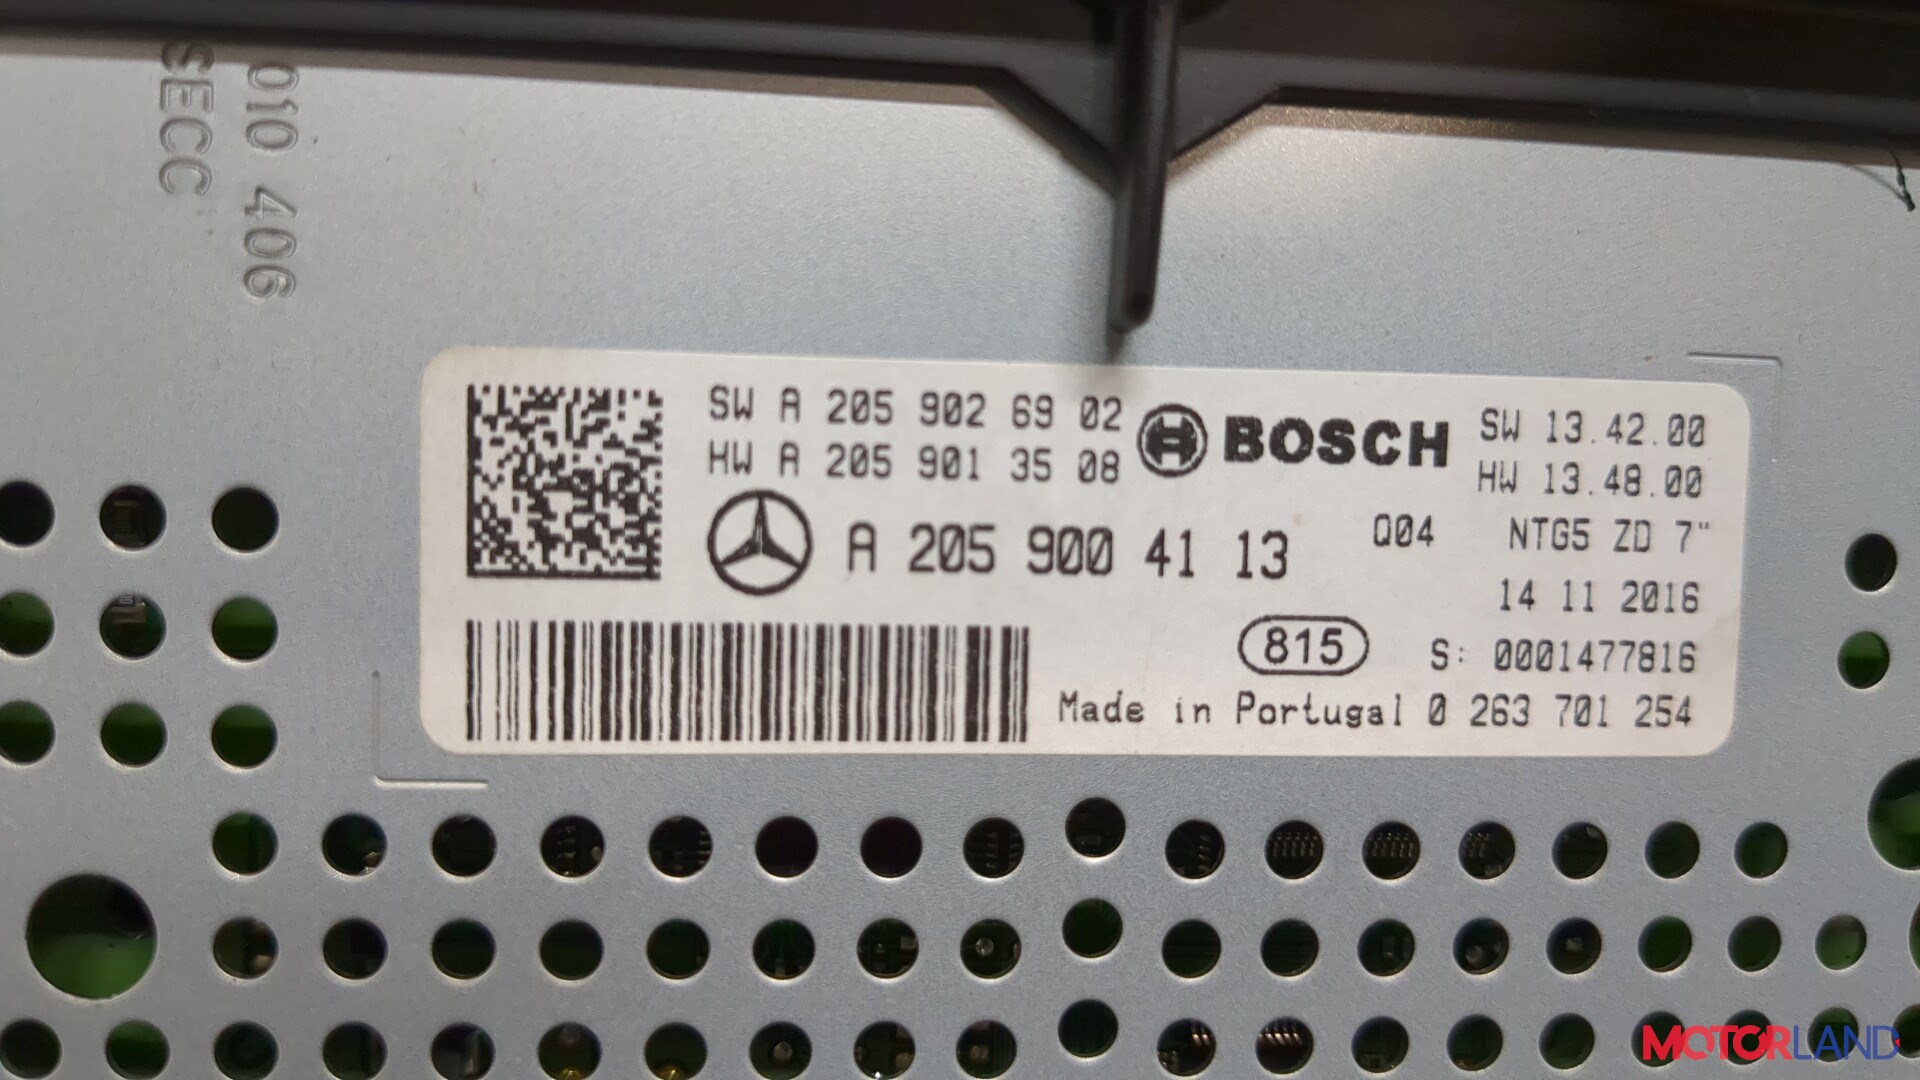 010 406
SECC
SW A 205 902 69 02
HW A 205 901 35 08
BOSCH
SW 13.42.00
HW 13.48.00
A 205 900 41 13
Q04
NTG5 ZD 7"
14 11 2016
815
S: 0001477816
Made in Portugal 0 263 701 254
MOTORLAND